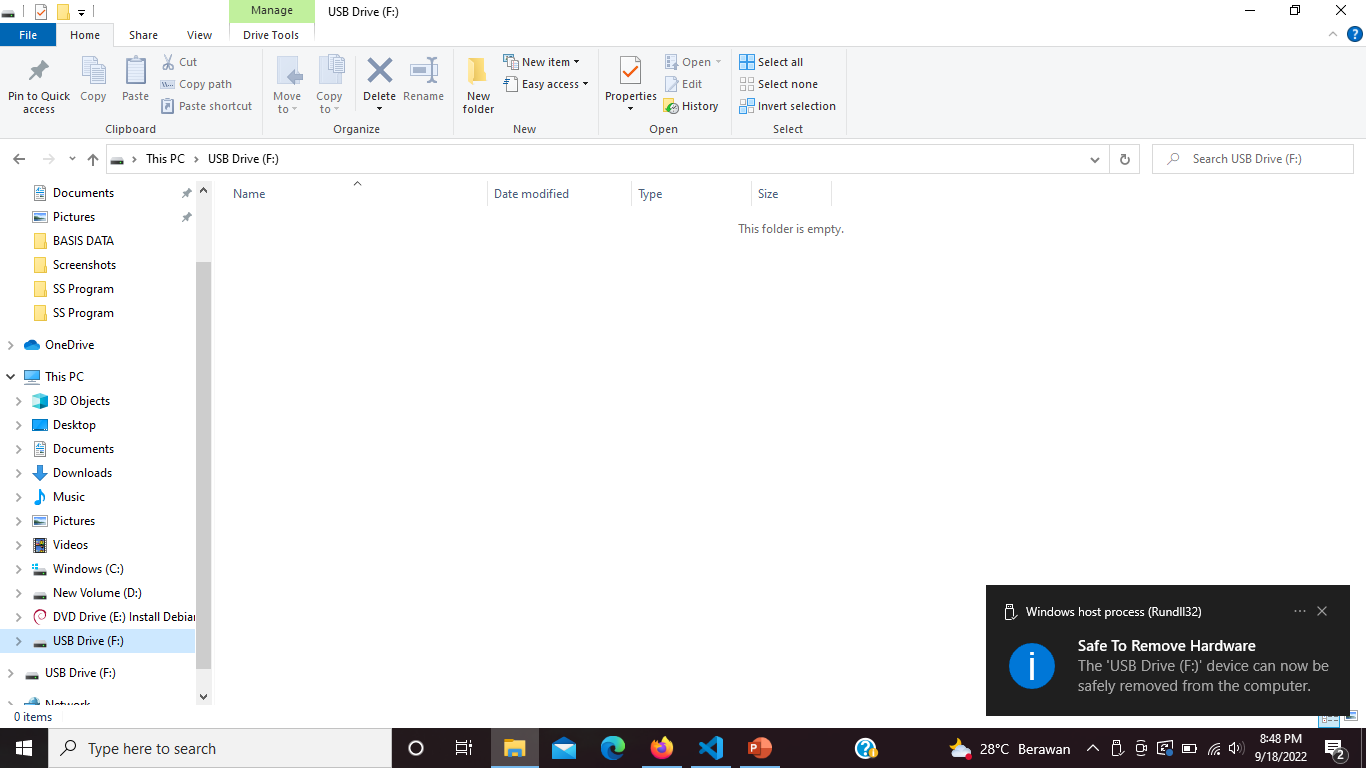 Manage
USB Drive (F:)
File
Home
Share
View
Drive Tools
Pin to Quick
access
Copy
Paste
Cut
Copy path
Paste shortcut
Clipboard
Move
to
Copy
to
Delete
Rename
Organize
New
folder
New item
Easy access
New
Properties
Open
Edit
History
Open
Select all
Select none
Invert selection
Select
This PC
USB Drive (F:)
Search USB Drive (F:)
Name
Date modified
Type
Size
This folder is empty.
Documents
Pictures
BASIS DATA
Screenshots
SS Program
SS Program
OneDrive
This PC
3D Objects
Desktop
Documents
Downloads
Music
Pictures
Videos
Windows (C:)
New Volume (D:)
DVD Drive (E:) Install Debian
USB Drive (F:)
USB Drive (F:)
Network
0 items
Windows host process (Rundll32)
Safe To Remove Hardware
The 'USB Drive (F:)' device can now be
safely removed from the computer.
Type here to search
28°C Berawan
8:48 PM
9/18/2022
2